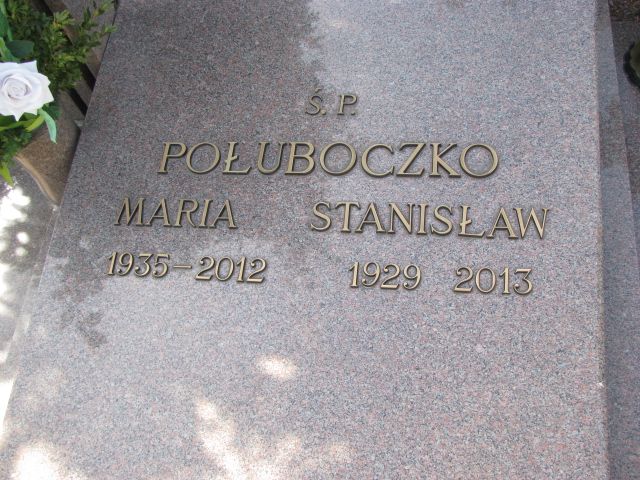 Ś. P.
POŁUBOCZKO
MARIA STANISŁAW
1935–2012 1929 2013